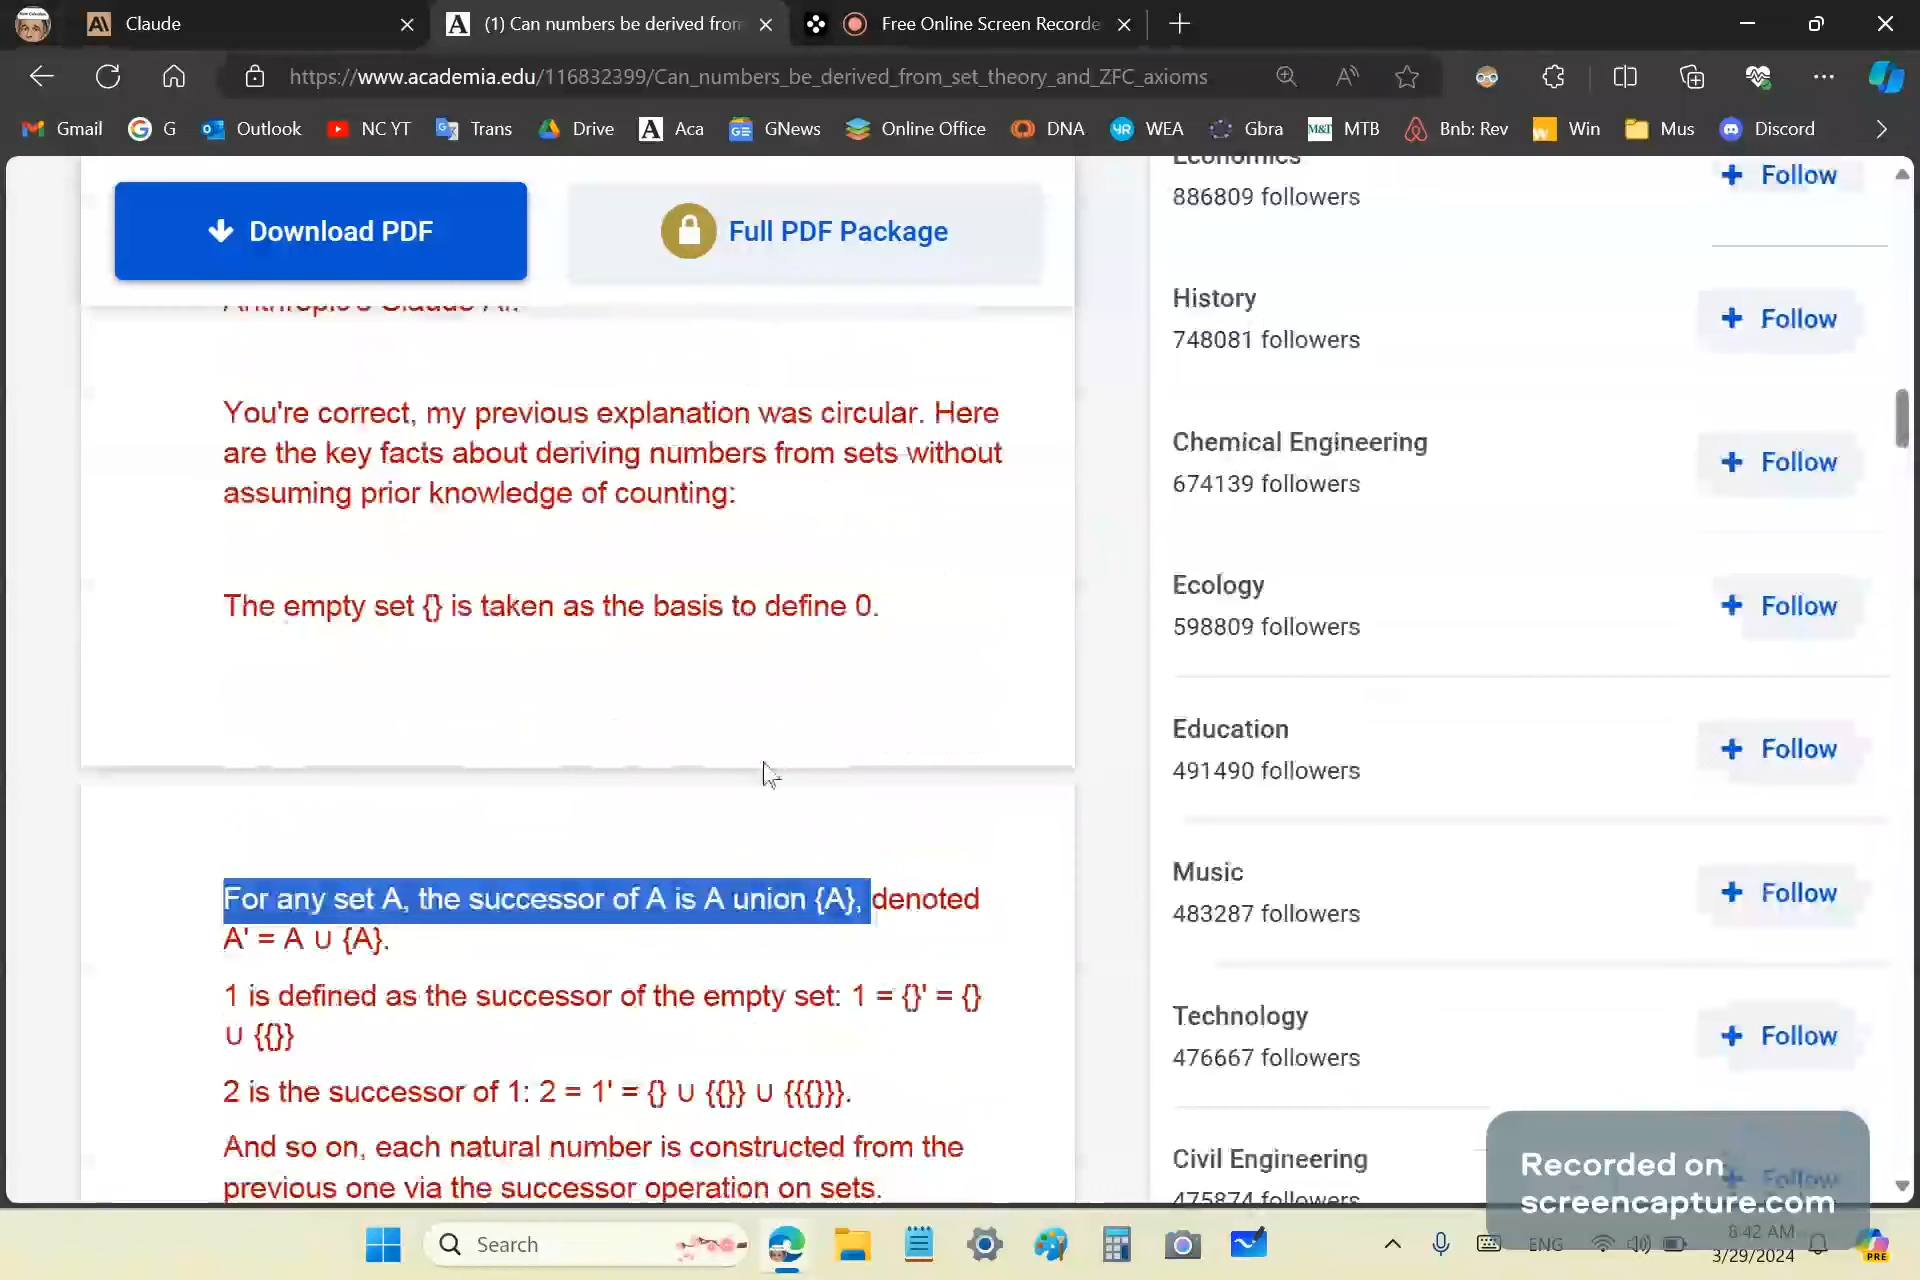 Claude
(1) Can numbers be derived from
Free Online Screen Recorde
https://www.academia.edu/116832399/Can_numbers_be_derived_from_set_theory_and_ZFC_axioms
Gmail G Outlook NC YT Trans Drive Aca GNews Online Office DNA WEA Gbra MTB Bnb: Rev Win Mus Discord
Download PDF
Full PDF Package
Anthropic's Claude AI.
You're correct, my previous explanation was circular. Here
are the key facts about deriving numbers from sets without
assuming prior knowledge of counting:
The empty set {} is taken as the basis to define 0.
For any set A, the successor of A is A union {A}, denoted
A' = A ∪ {A}.
1 is defined as the successor of the empty set: 1 = {}' = {}
∪ {{}}
2 is the successor of 1: 2 = 1' = {} ∪ {{}} ∪ {{{}}}.
And so on, each natural number is constructed from the
previous one via the successor operation on sets.
Economics
886809 followers
Follow
History
748081 followers
Follow
Chemical Engineering
674139 followers
Follow
Ecology
598809 followers
Follow
Education
491490 followers
Follow
Music
483287 followers
Follow
Technology
476667 followers
Follow
Civil Engineering
475874 followers
Follow
Recorded on
screencapture.com
Search
ENG
8:42 AM
3/29/2024
PRE